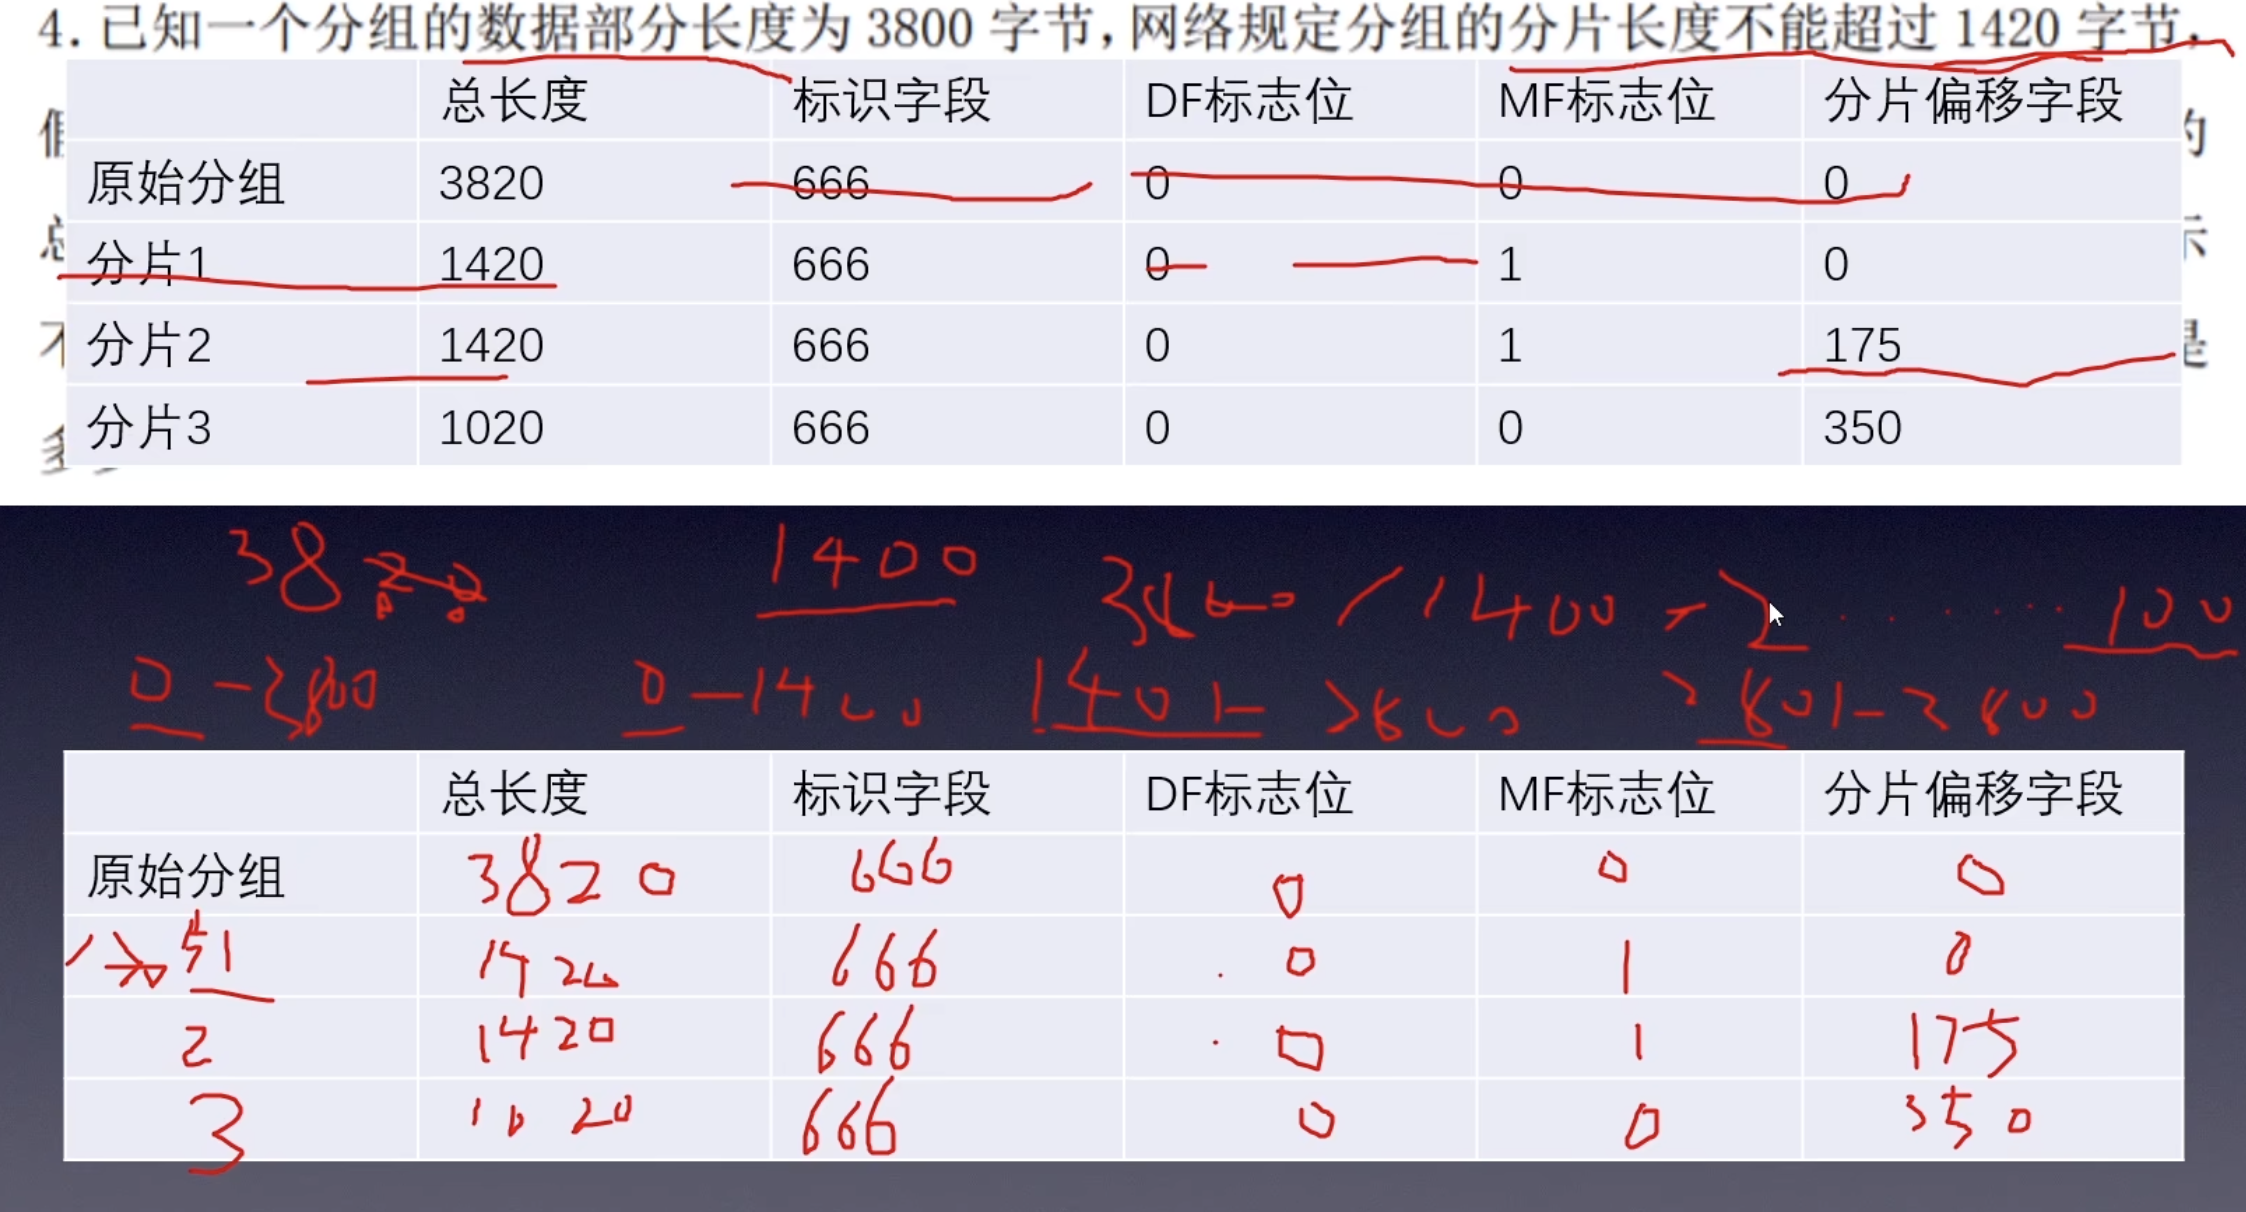 4. 已知一个分组的数据部分长度为 3800 字节，网络规定分组的分片长度不能超过 1420 字节，
总长度 标识字段 DF标志位 MF标志位 分片偏移字段
的
原始分组 3820 666 0 0 0
分片1 1420 666 0 1 0
分片2 1420 666 0 1 175
是
分片3 1020 666 0 0 350
1400
/ 1400 100
0 - 3800 0 - 1400 1401 - 2800 2801 - 3800
总长度 标识字段 DF标志位 MF标志位 分片偏移字段
原始分组 3820 666 0 0 0
1 1420 666 0 1 0
2 1420 666 0 1 175
3 1020 666 0 0 350